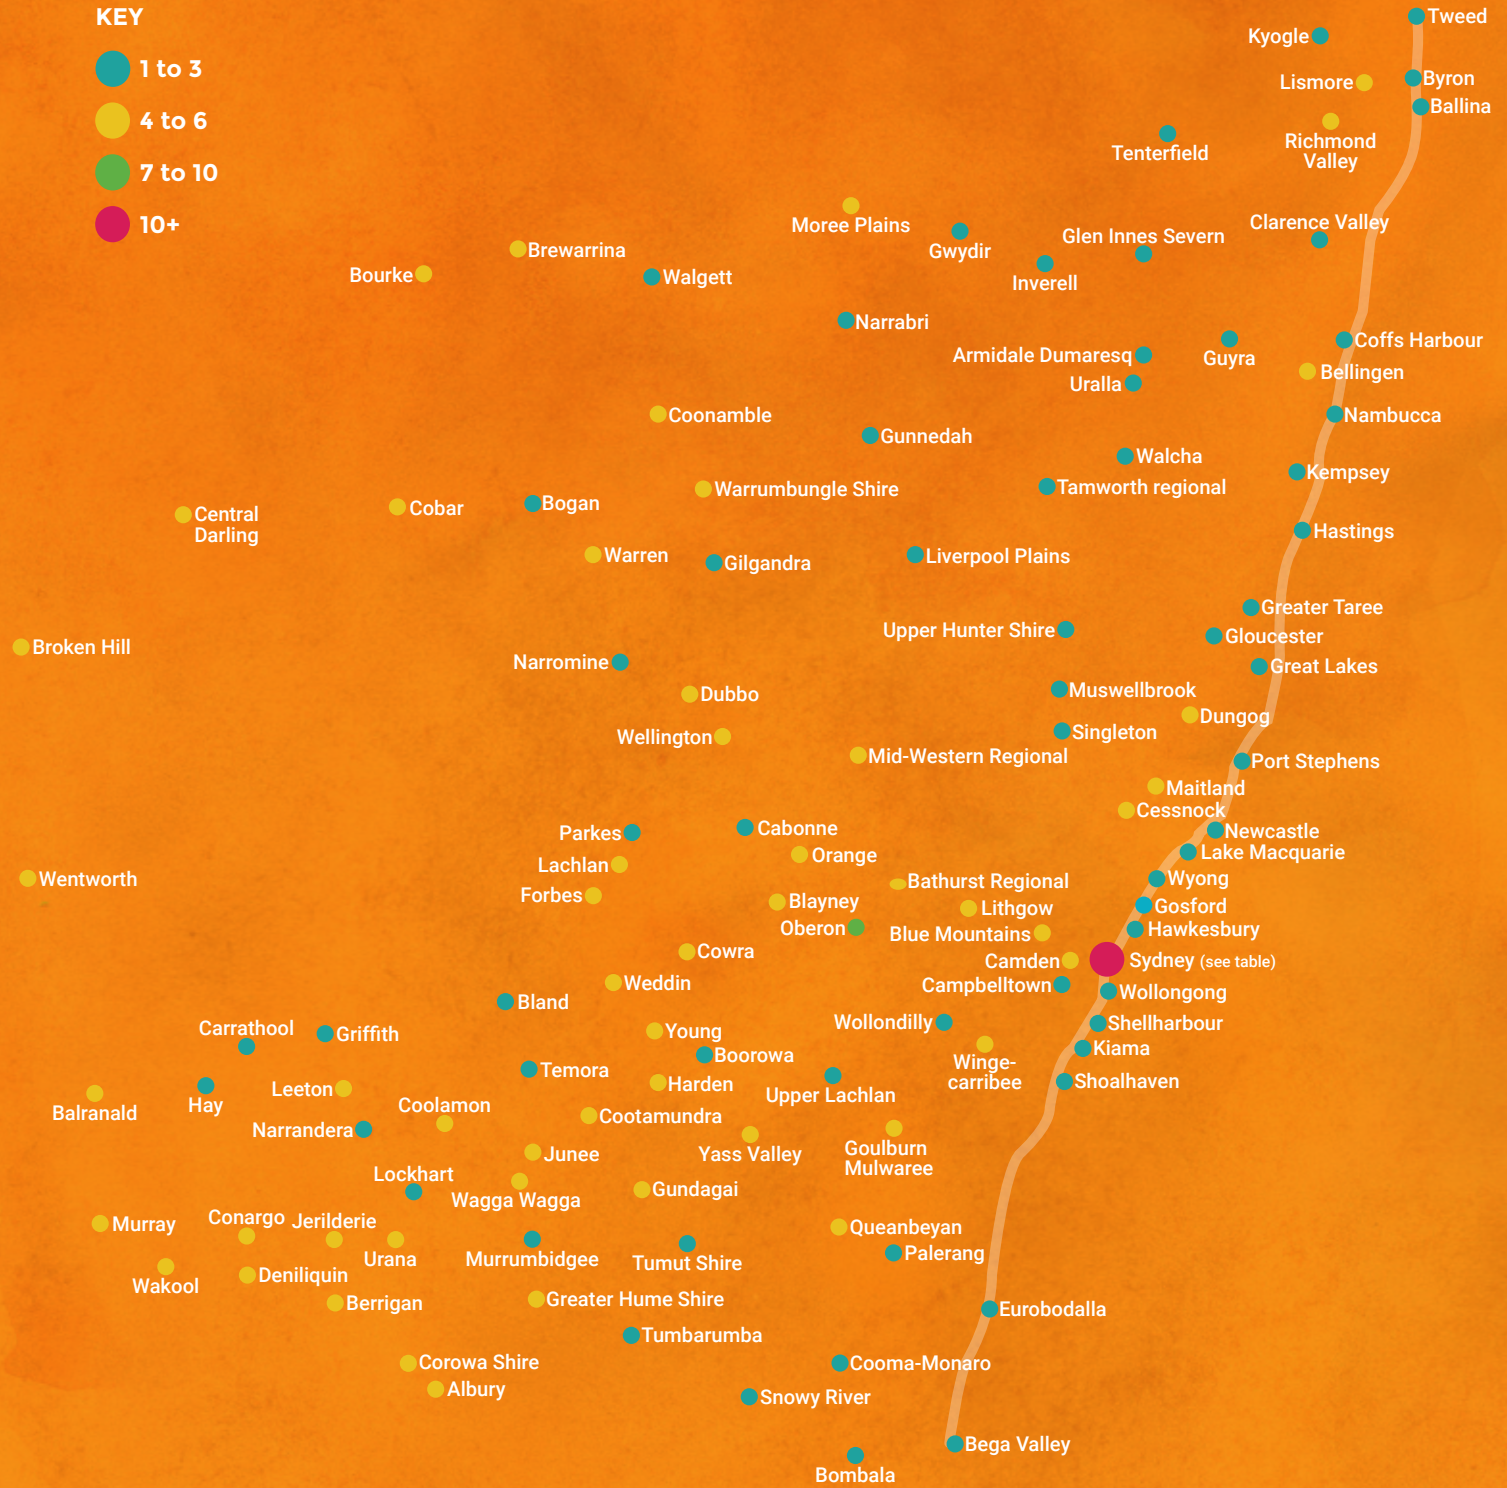 KEY
1 to 3
4 to 6
7 to 10
10+
Tweed
Kyogle
Lismore
Byron
Ballina
Richmond
Valley
Tenterfield
Moree Plains
Gwydir
Glen Innes Severn
Clarence Valley
Brewarrina
Bourke
Walgett
Inverell
Narrabri
Armidale Dumaresq
Guyra
Coffs Harbour
Bellingen
Uralla
Coonamble
Nambucca
Gunnedah
Walcha
Kempsey
Warrumbungle Shire
Tamworth regional
Central
Darling
Cobar
Bogan
Hastings
Warren
Gilgandra
Liverpool Plains
Greater Taree
Upper Hunter Shire
Gloucester
Broken Hill
Narromine
Great Lakes
Dubbo
Muswellbrook
Dungog
Wellington
Singleton
Mid-Western Regional
Port Stephens
Maitland
Cessnock
Parkes
Cabonne
Newcastle
Lachlan
Orange
Lake Macquarie
Wentworth
Bathurst Regional
Wyong
Forbes
Blayney
Lithgow
Gosford
Oberon
Blue Mountains
Hawkesbury
Cowra
Camden
Sydney (see table)
Weddin
Campbelltown
Wollongong
Bland
Carrathool
Griffith
Young
Wollondilly
Shellharbour
Boorowa
Winge-
carribee
Kiama
Temora
Harden
Upper Lachlan
Shoalhaven
Balranald
Hay
Leeton
Coolamon
Cootamundra
Narrandera
Junee
Yass Valley
Goulburn
Mulwaree
Lockhart
Wagga Wagga
Gundagai
Murray
Conargo
Jerilderie
Queanbeyan
Urana
Murrumbidgee
Tumut Shire
Palerang
Wakool
Deniliquin
Berrigan
Greater Hume Shire
Eurobodalla
Tumbarumba
Corowa Shire
Cooma-Monaro
Albury
Snowy River
Bega Valley
Bombala